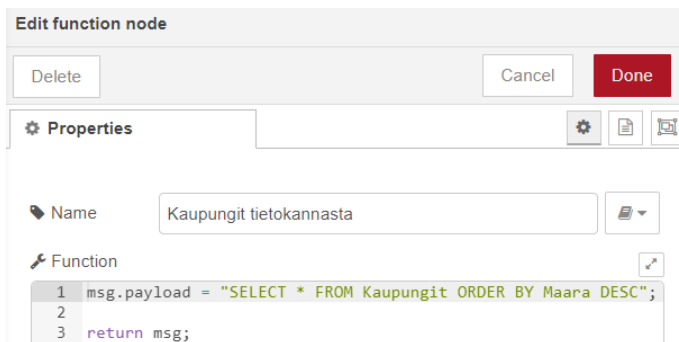 Edit function node
Delete
Cancel
Done
Properties
Name
Kaupungit tietokannasta
Function
1 msg.payload = "SELECT * FROM Kaupungit ORDER BY Maara DESC";
2
3 return msg;